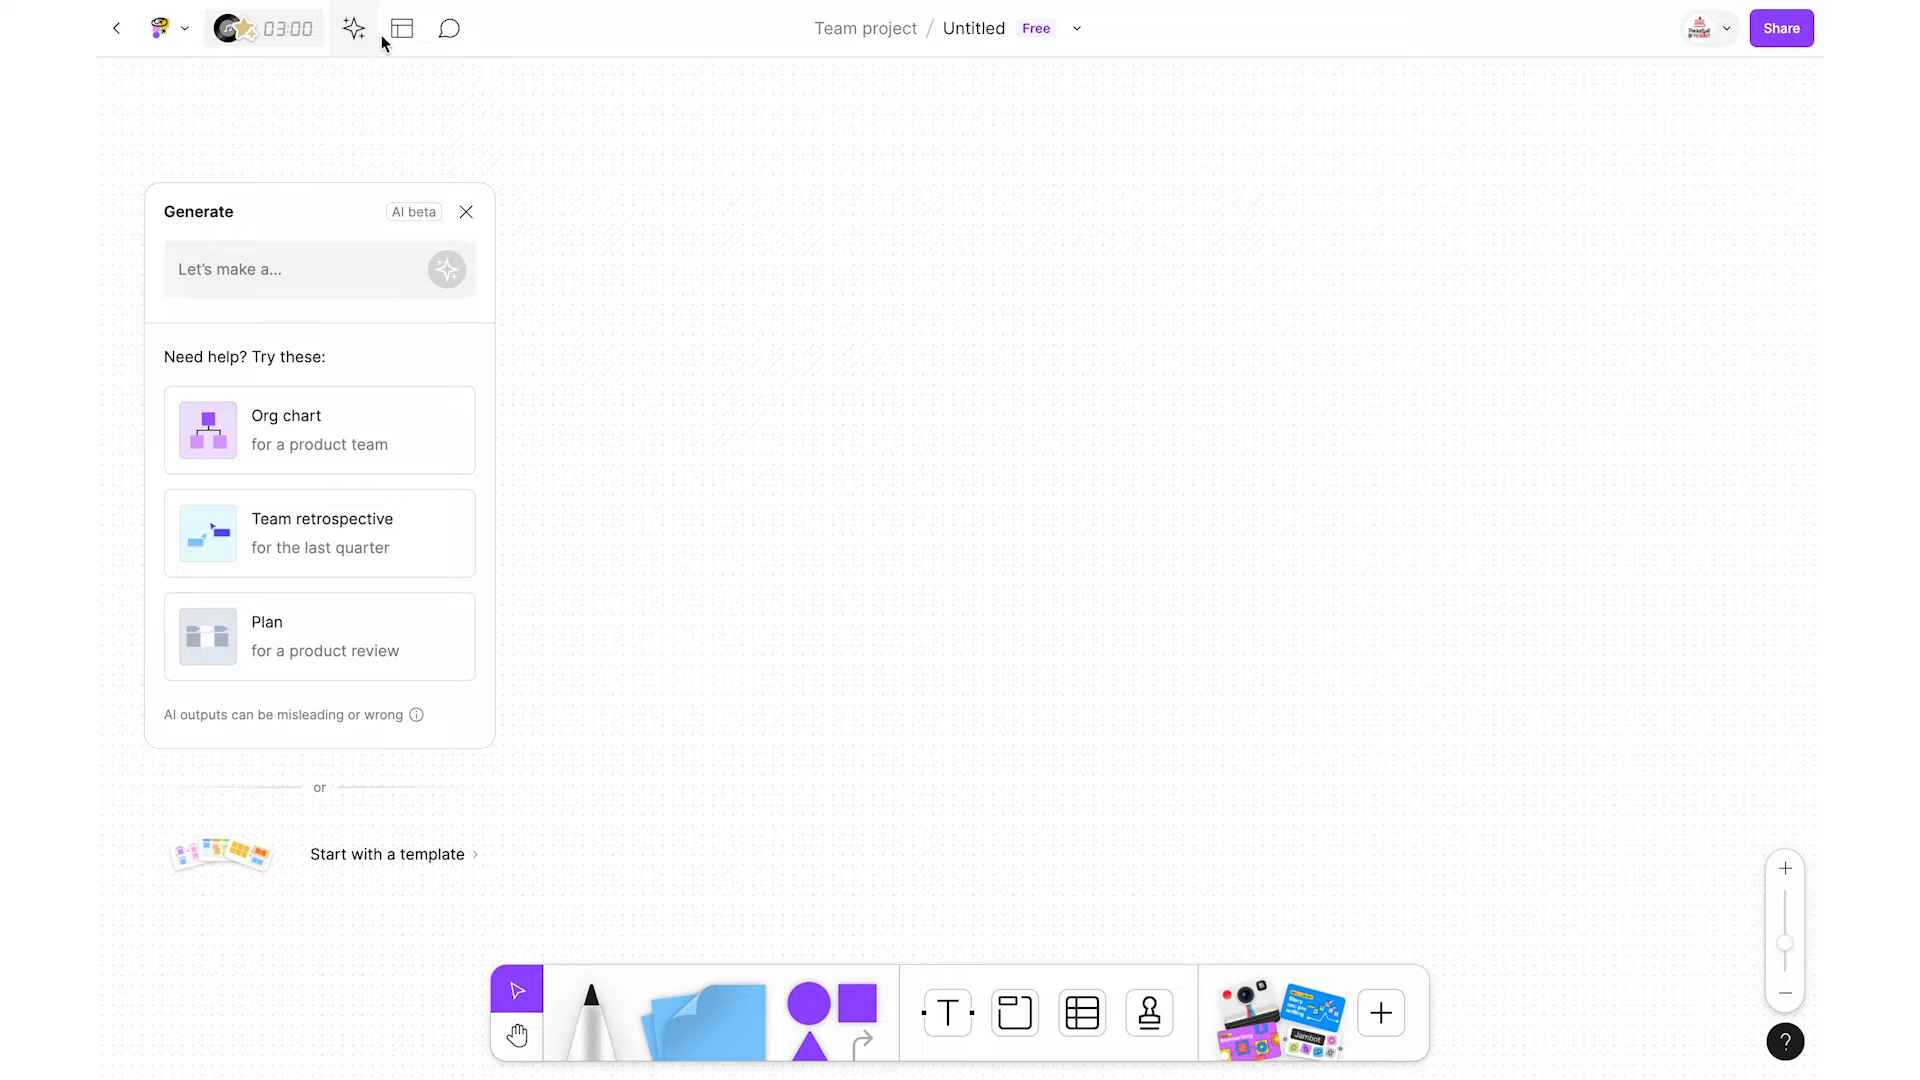 03:00
Team project / Untitled Free
Share
Generate
AI beta
Let's make a...
Need help? Try these:
Org chart
for a product team
Team retrospective
for the last quarter
Plan
for a product review
AI outputs can be misleading or wrong
or
Start with a template
T
Brainwriting
Jambot
?